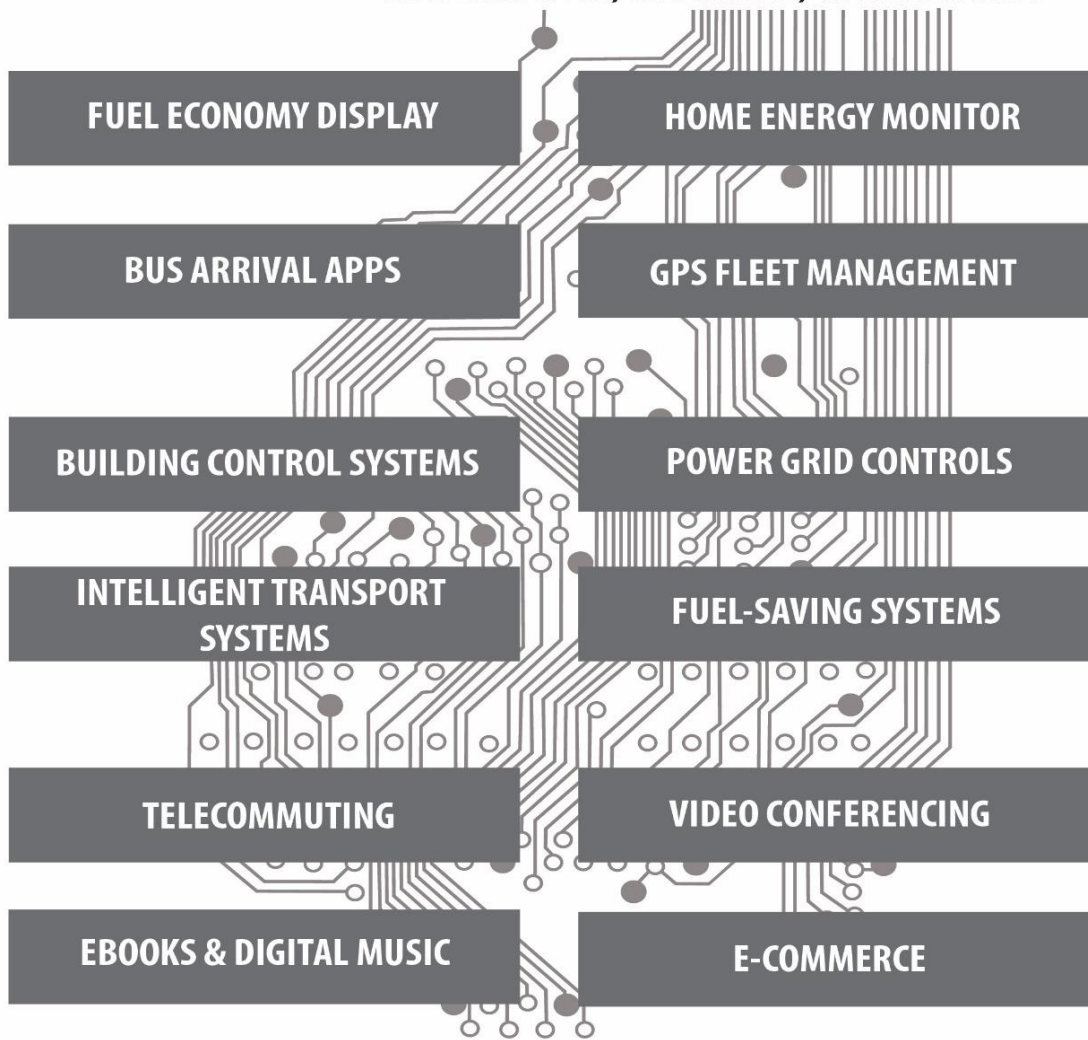 FUEL ECONOMY DISPLAY
HOME ENERGY MONITOR
BUS ARRIVAL APPS
GPS FLEET MANAGEMENT
BUILDING CONTROL SYSTEMS
POWER GRID CONTROLS
INTELLIGENT TRANSPORT
SYSTEMS
FUEL-SAVING SYSTEMS
TELECOMMUTING
VIDEO CONFERENCING
EBOOKS & DIGITAL MUSIC
E-COMMERCE